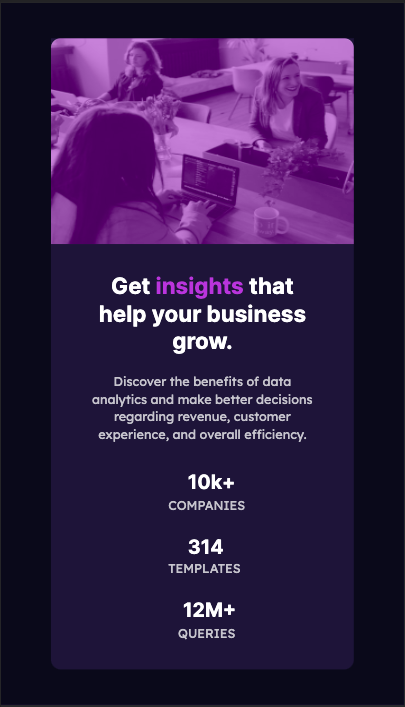 Get insights that
help your business
grow.
Discover the benefits of data
analytics and make better decisions
regarding revenue, customer
experience, and overall efficiency.
10k+
COMPANIES
314
TEMPLATES
12M+
QUERIES